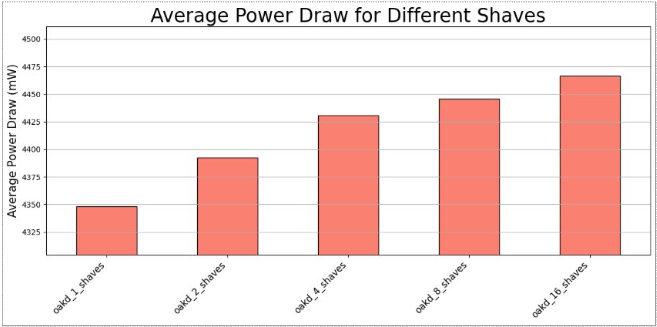 Average Power Draw for Different Shaves
Average Power Draw (mW)
4500
4475
4450
4425
4400
4375
4350
4325
oakd_1_shaves
oakd_2_shaves
oakd_4_shaves
oakd_8_shaves
oakd_16_shaves